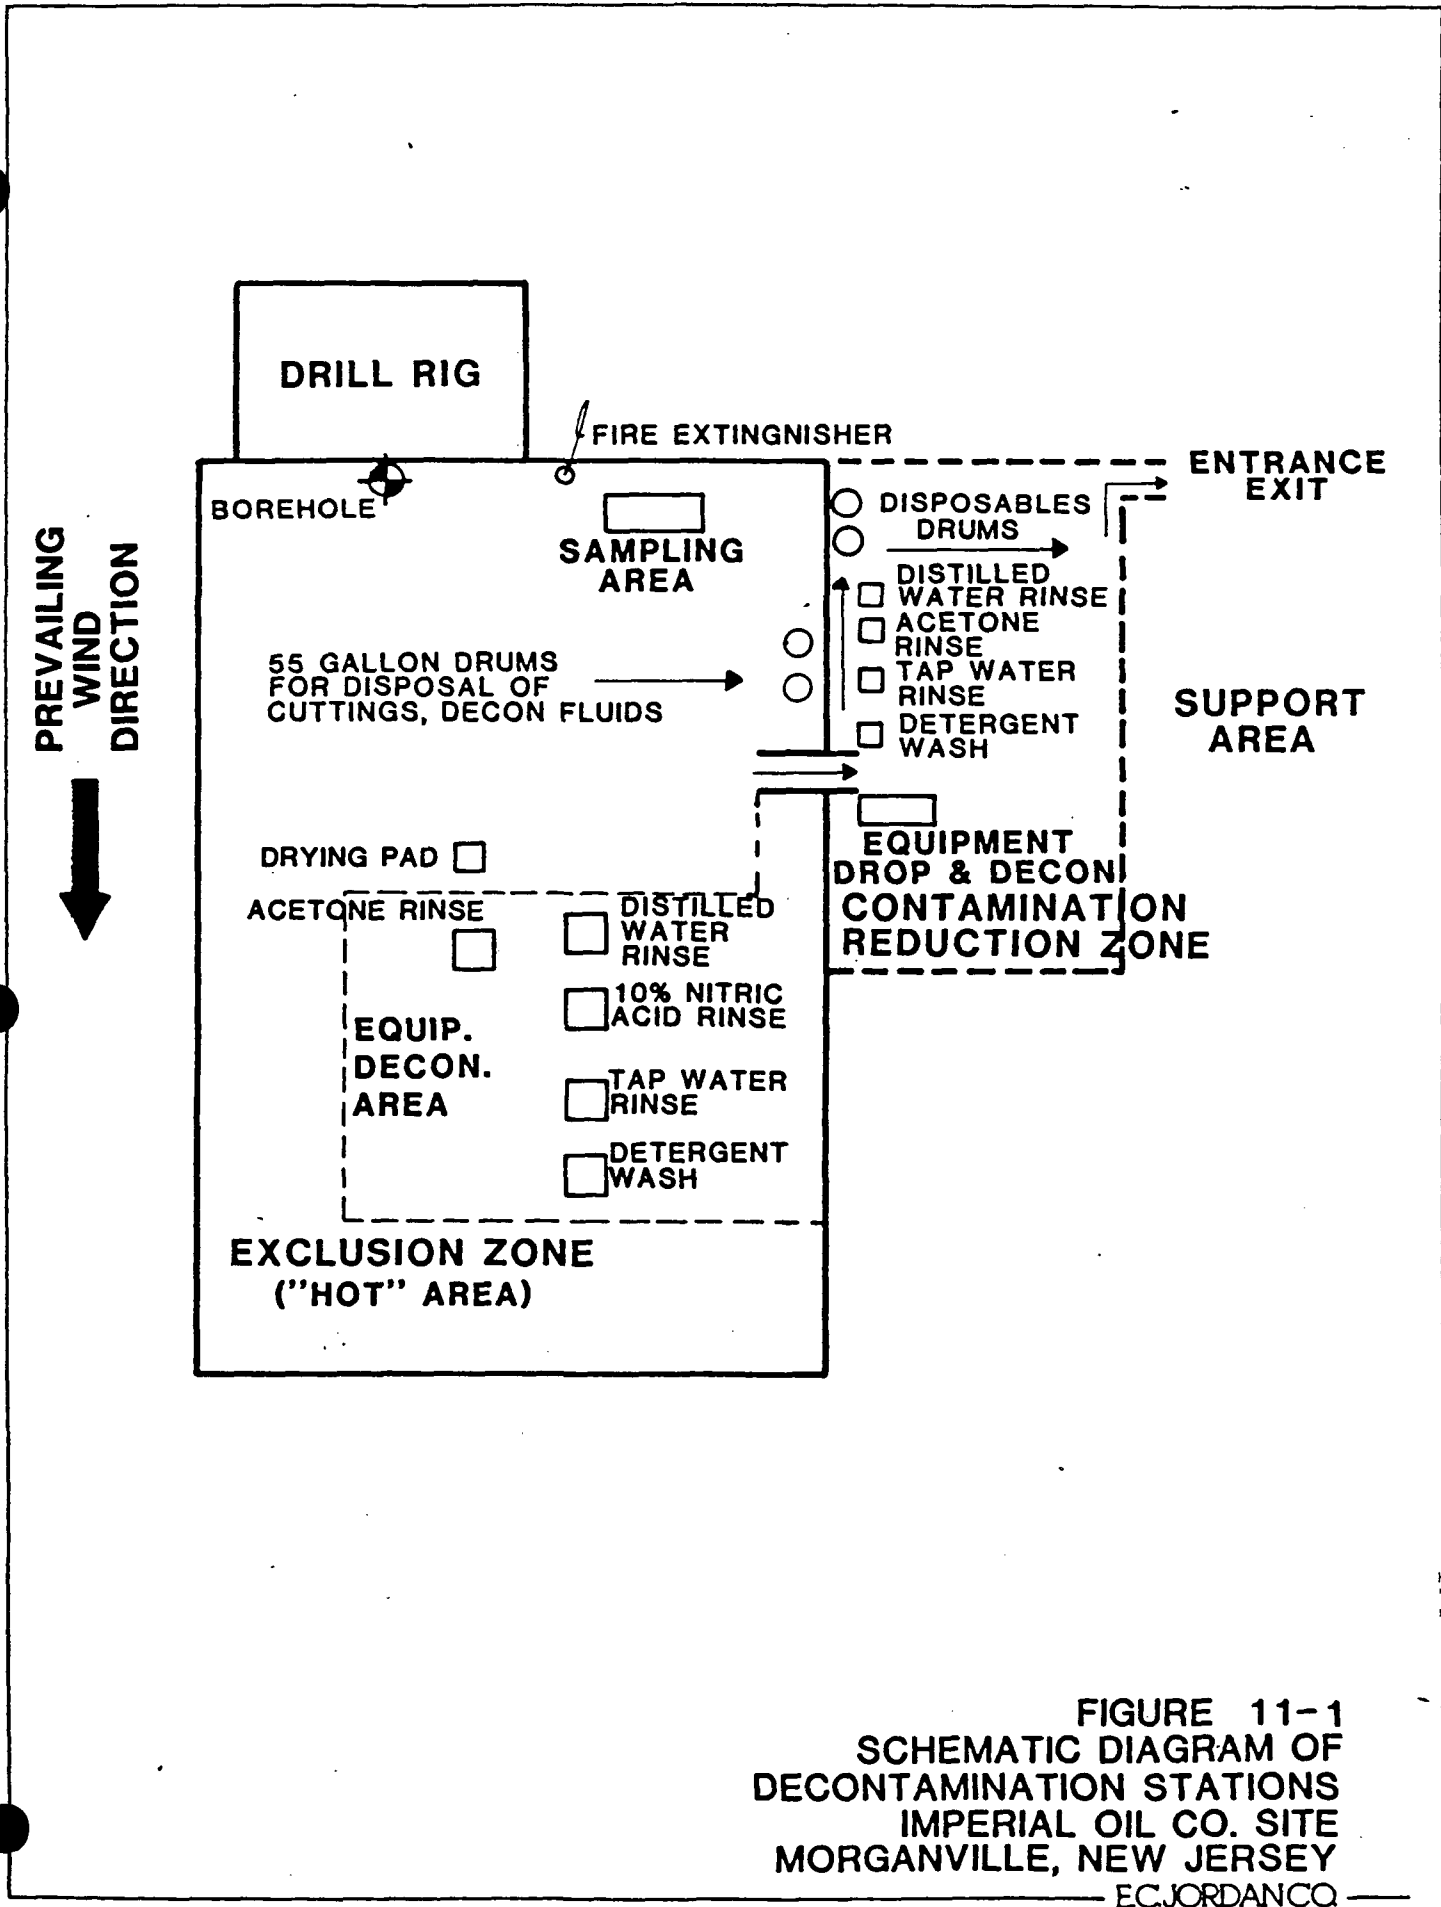 DRILL RIG
FIRE EXTINGNISHER
BOREHOLE
SAMPLING
AREA
ENTRANCE
EXIT
DISPOSABLES
DRUMS
DISTILLED
WATER RINSE
ACETONE
RINSE
TAP WATER
RINSE
DETERGENT
WASH
PREVAILING
WIND
DIRECTION
55 GALLON DRUMS
FOR DISPOSAL OF
CUTTINGS, DECON FLUIDS
SUPPORT
AREA
EQUIPMENT
DROP & DECON
CONTAMINATION
REDUCTION ZONE
DRYING PAD
ACETONE RINSE
DISTILLED
WATER
RINSE
10% NITRIC
ACID RINSE
EQUIP.
DECON.
AREA
TAP WATER
RINSE
DETERGENT
WASH
EXCLUSION ZONE
("HOT" AREA)
FIGURE 11-1
SCHEMATIC DIAGRAM OF
DECONTAMINATION STATIONS
IMPERIAL OIL CO. SITE
MORGANVILLE, NEW JERSEY
E.C.JORDANCO.